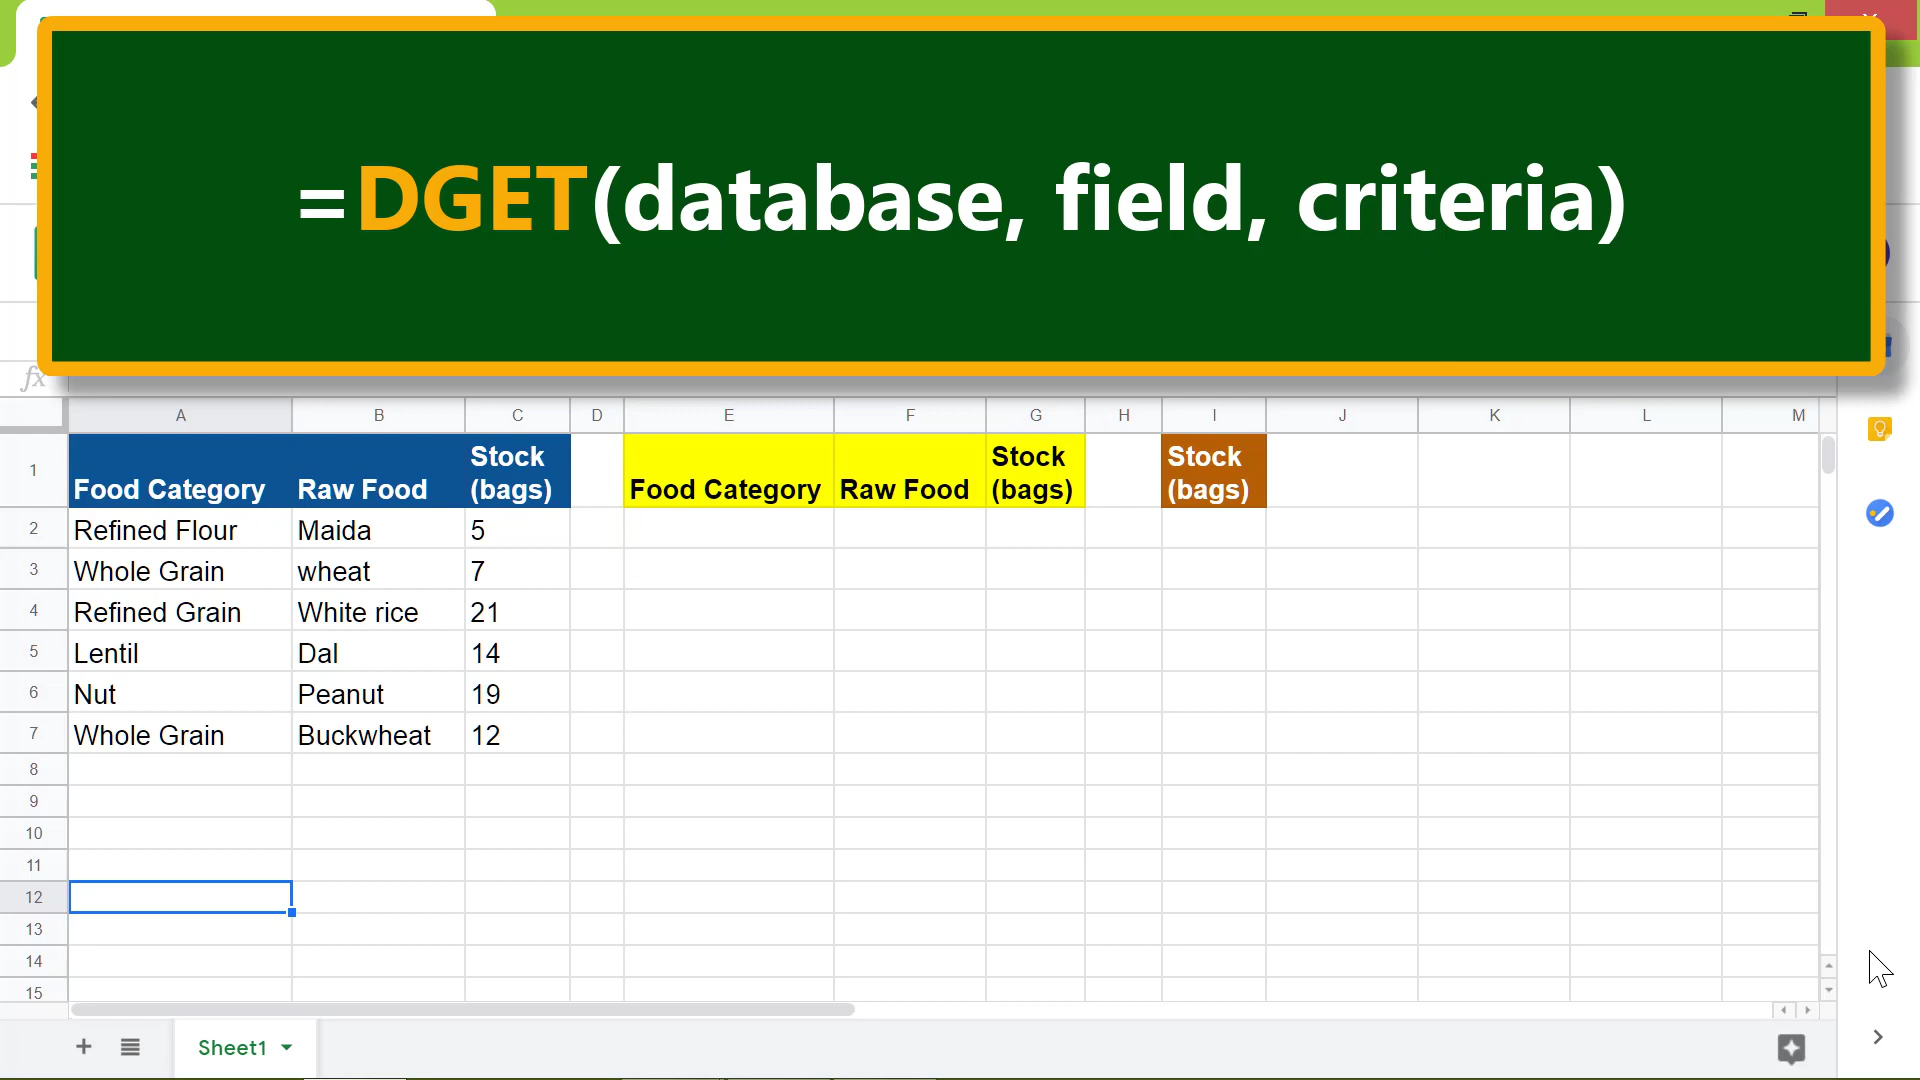 =DGET(database, field, criteria)
fx
A B C D E F G H I J K L M
1 Food Category Raw Food Stock (bags) Food Category Raw Food Stock (bags) Stock (bags)
2 Refined Flour Maida 5
3 Whole Grain wheat 7
4 Refined Grain White rice 21
5 Lentil Dal 14
6 Nut Peanut 19
7 Whole Grain Buckwheat 12
8
9
10
11
12
13
14
15
Sheet1